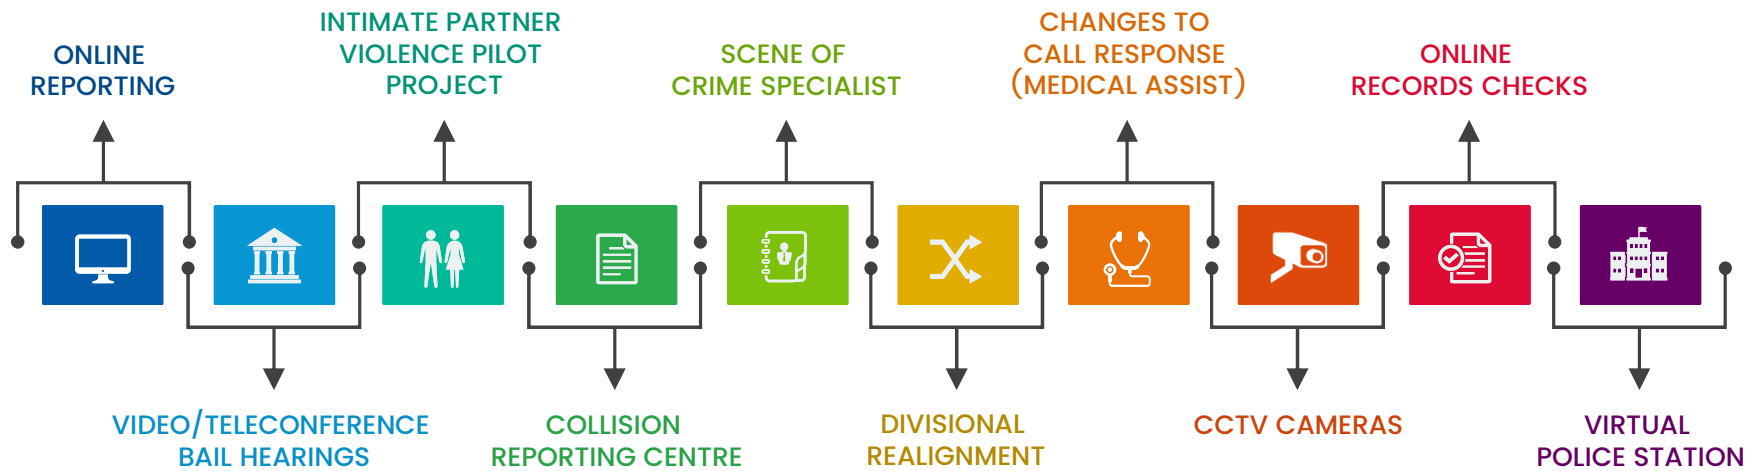 ONLINE
REPORTING
INTIMATE PARTNER
VIOLENCE PILOT
PROJECT
SCENE OF
CRIME SPECIALIST
CHANGES TO
CALL RESPONSE
(MEDICAL ASSIST)
ONLINE
RECORDS CHECKS
VIDEO/TELECONFERENCE
BAIL HEARINGS
COLLISION
REPORTING CENTRE
DIVISIONAL
REALIGNMENT
CCTV CAMERAS
VIRTUAL
POLICE STATION